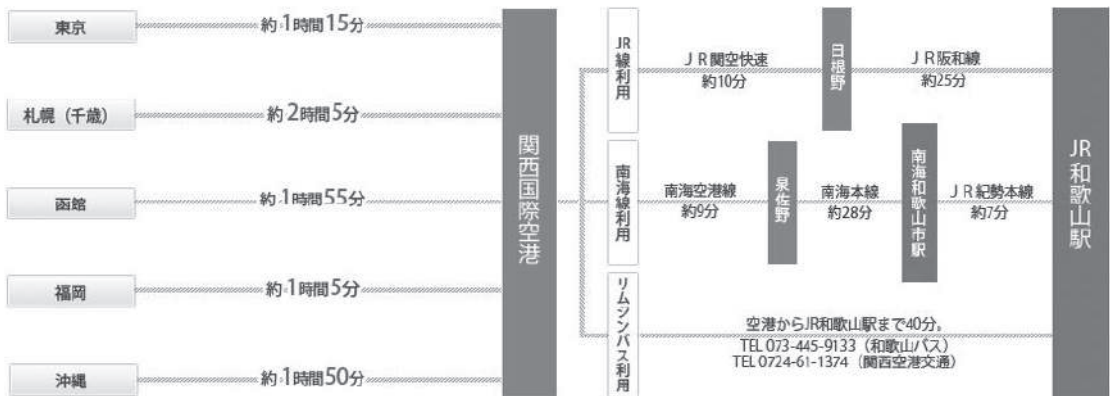 東京
約1時間15分
札幌（千歳）
約2時間5分
函館
約1時間55分
福岡
約1時間5分
沖縄
約1時間50分
関西国際空港
JR線利用
JR関空快速
約10分
日根野
JR阪和線
約25分
南海線利用
南海空港線
約9分
泉佐野
南海本線
約28分
南海和歌山市駅
JR紀勢本線
約7分
リムジンバス利用
空港からJR和歌山駅まで40分。
TEL 073-445-9133（和歌山バス）
TEL 0724-61-1374（関西空港交通）
JR和歌山駅